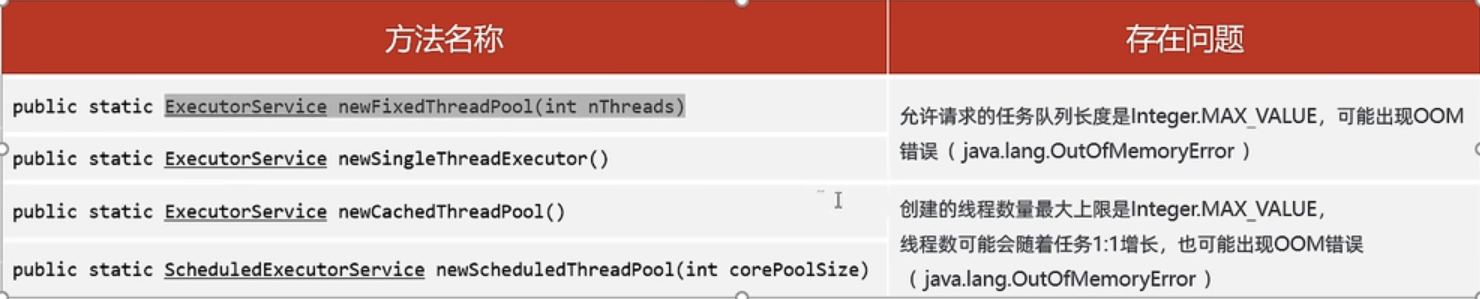 方法名称
存在问题
public static ExecutorService newFixedThreadPool(int nThreads)
public static ExecutorService newSingleThreadExecutor()
允许请求的任务队列长度是Integer.MAX_VALUE，可能出现OOM
错误（ java.lang.OutOfMemoryError ）
public static ExecutorService newCachedThreadPool()
public static ScheduledExecutorService newScheduledThreadPool(int corePoolSize)
创建的线程数量最大上限是Integer.MAX_VALUE，
线程数可能会随着任务1:1增长，也可能出现OOM错误
（ java.lang.OutOfMemoryError ）